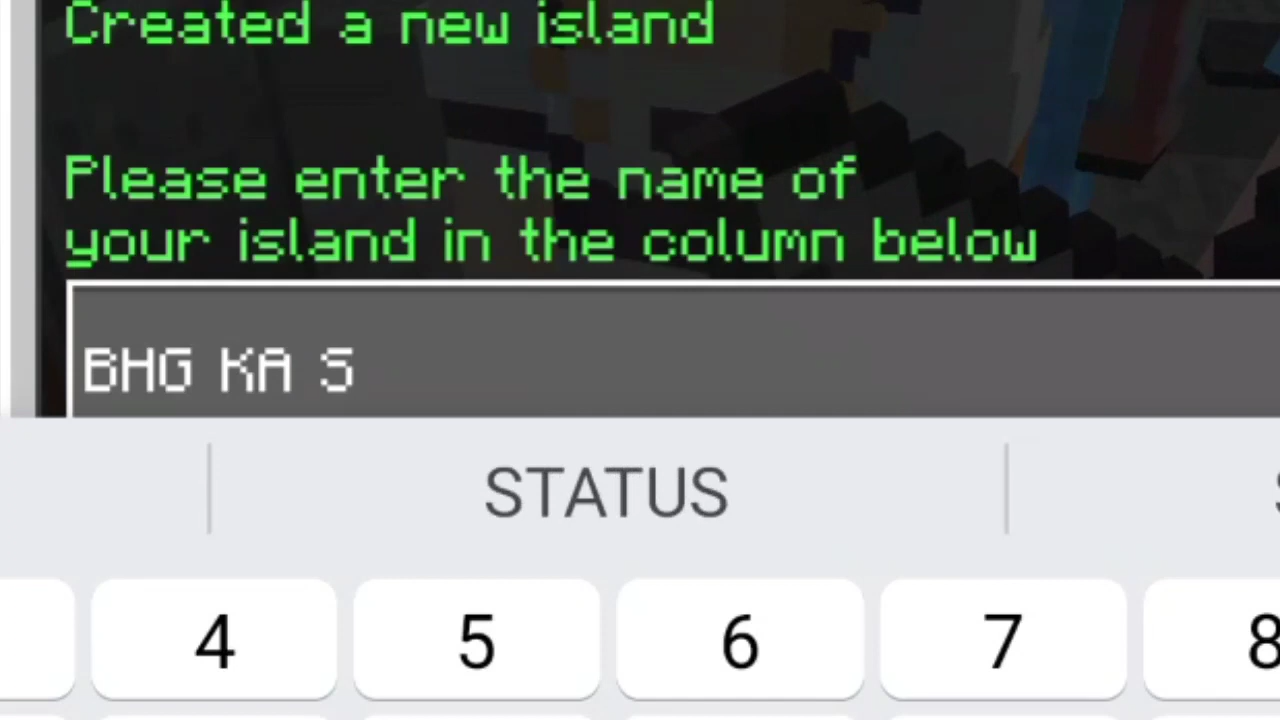 Created a new island
Please enter the name of
your island in the column below
BHG KA S
STATUS
4 5 6 7 8